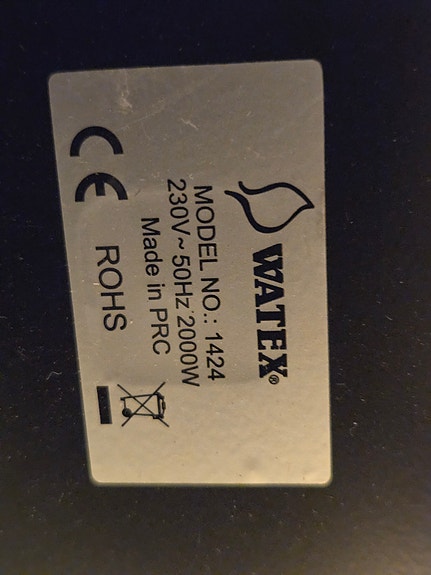 WATEX®
MODEL NO.: 1424
230V~50Hz 2000W
Made in PRC
CE ROHS